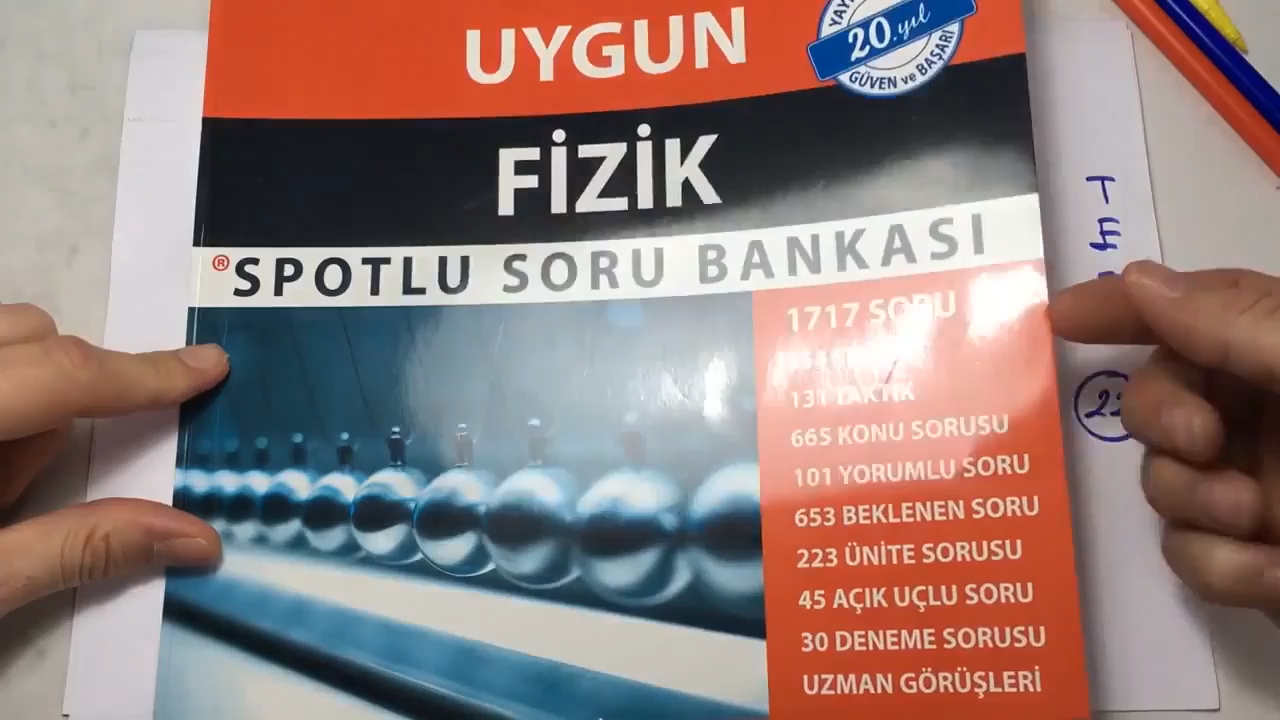 UYGUN
20.yıl
GÜVEN ve BAŞARI
FİZİK
®SPOTLU SORU BANKASI
1717 SORU
131 TAKTİK
665 KONU SORUSU
101 YORUMLU SORU
653 BEKLENEN SORU
223 ÜNİTE SORUSU
45 AÇIK UÇLU SORU
30 DENEME SORUSU
UZMAN GÖRÜŞLERİ